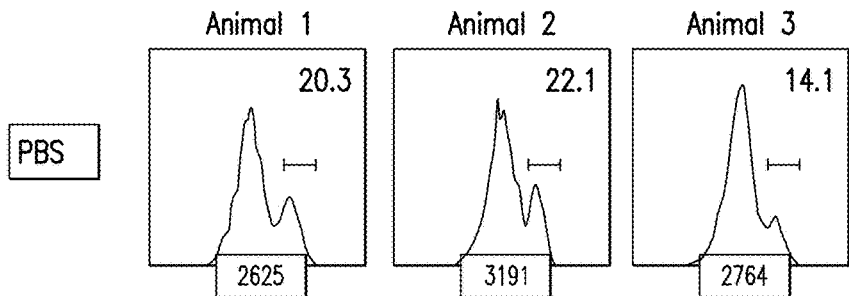 Animal 1 Animal 2 Animal 3
20.3 22.1 14.1
PBS
2625 3191 2764